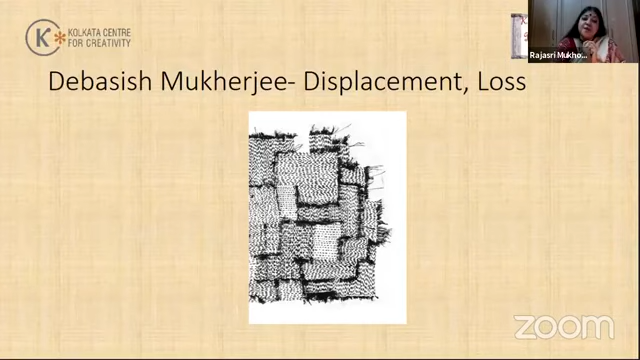 KOLKATA CENTRE
FOR CREATIVITY
Debasish Mukherjee- Displacement, Loss
Rajasri Mukho...
zoom